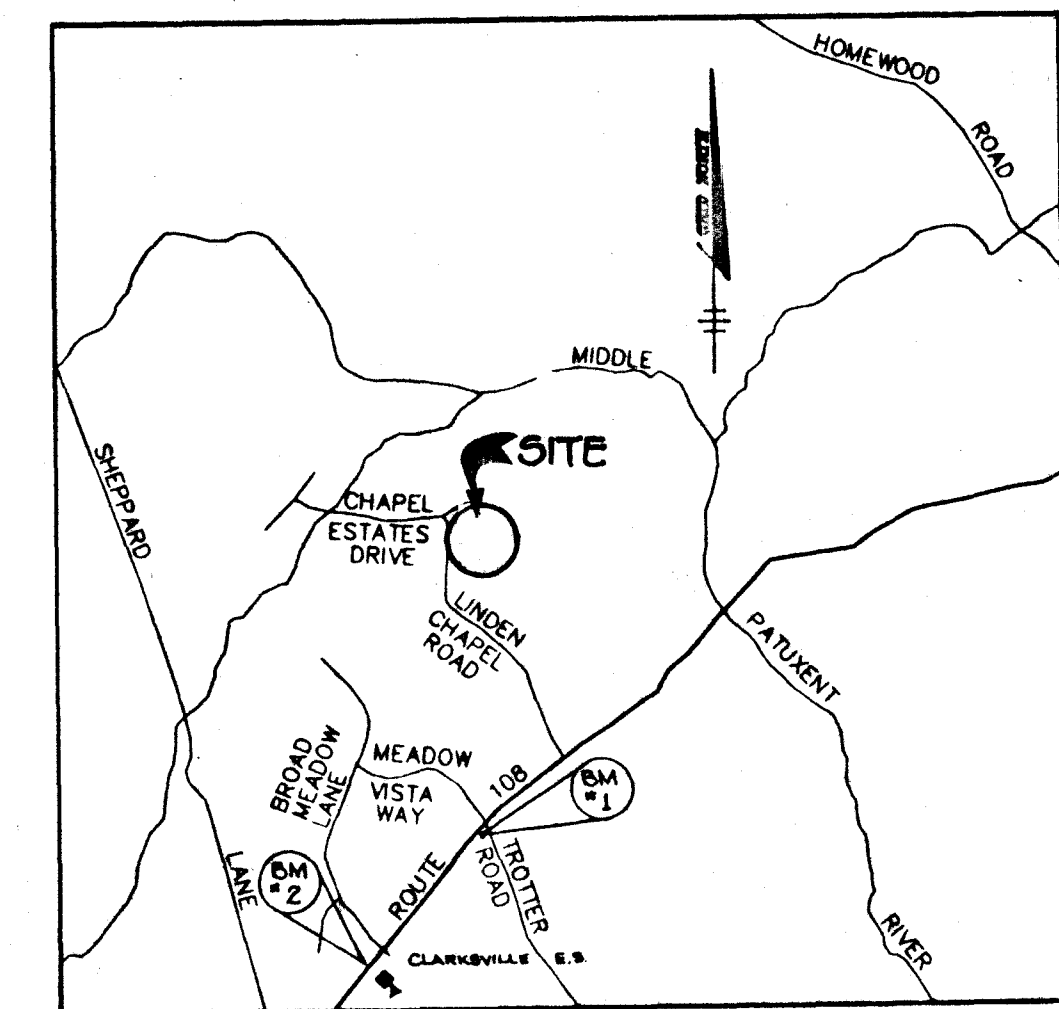 HOMEWOOD
ROAD
MIDDLE
SITE
SHEPPARD
CHAPEL
ESTATES
DRIVE
LINDEN
CHAPEL
ROAD
PATUXENT
BROAD
MEADOW
LANE
MEADOW
VISTA
WAY
108
BM
#1
BM
#2
LANE
ROUTE
TROTTER
ROAD
RIVER
CLARKSVILLE E.S.